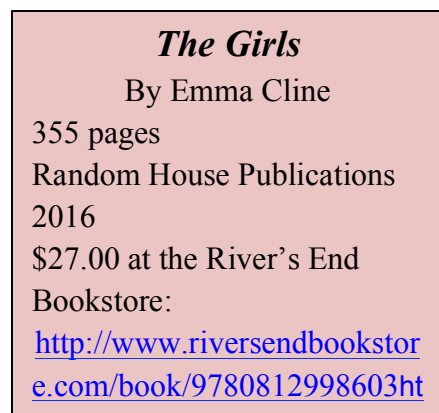 The Girls
By Emma Cline
355 pages
Random House Publications
2016
$27.00 at the River’s End
Bookstore:
http://www.riversendbookstor
e.com/book/9780812998603ht